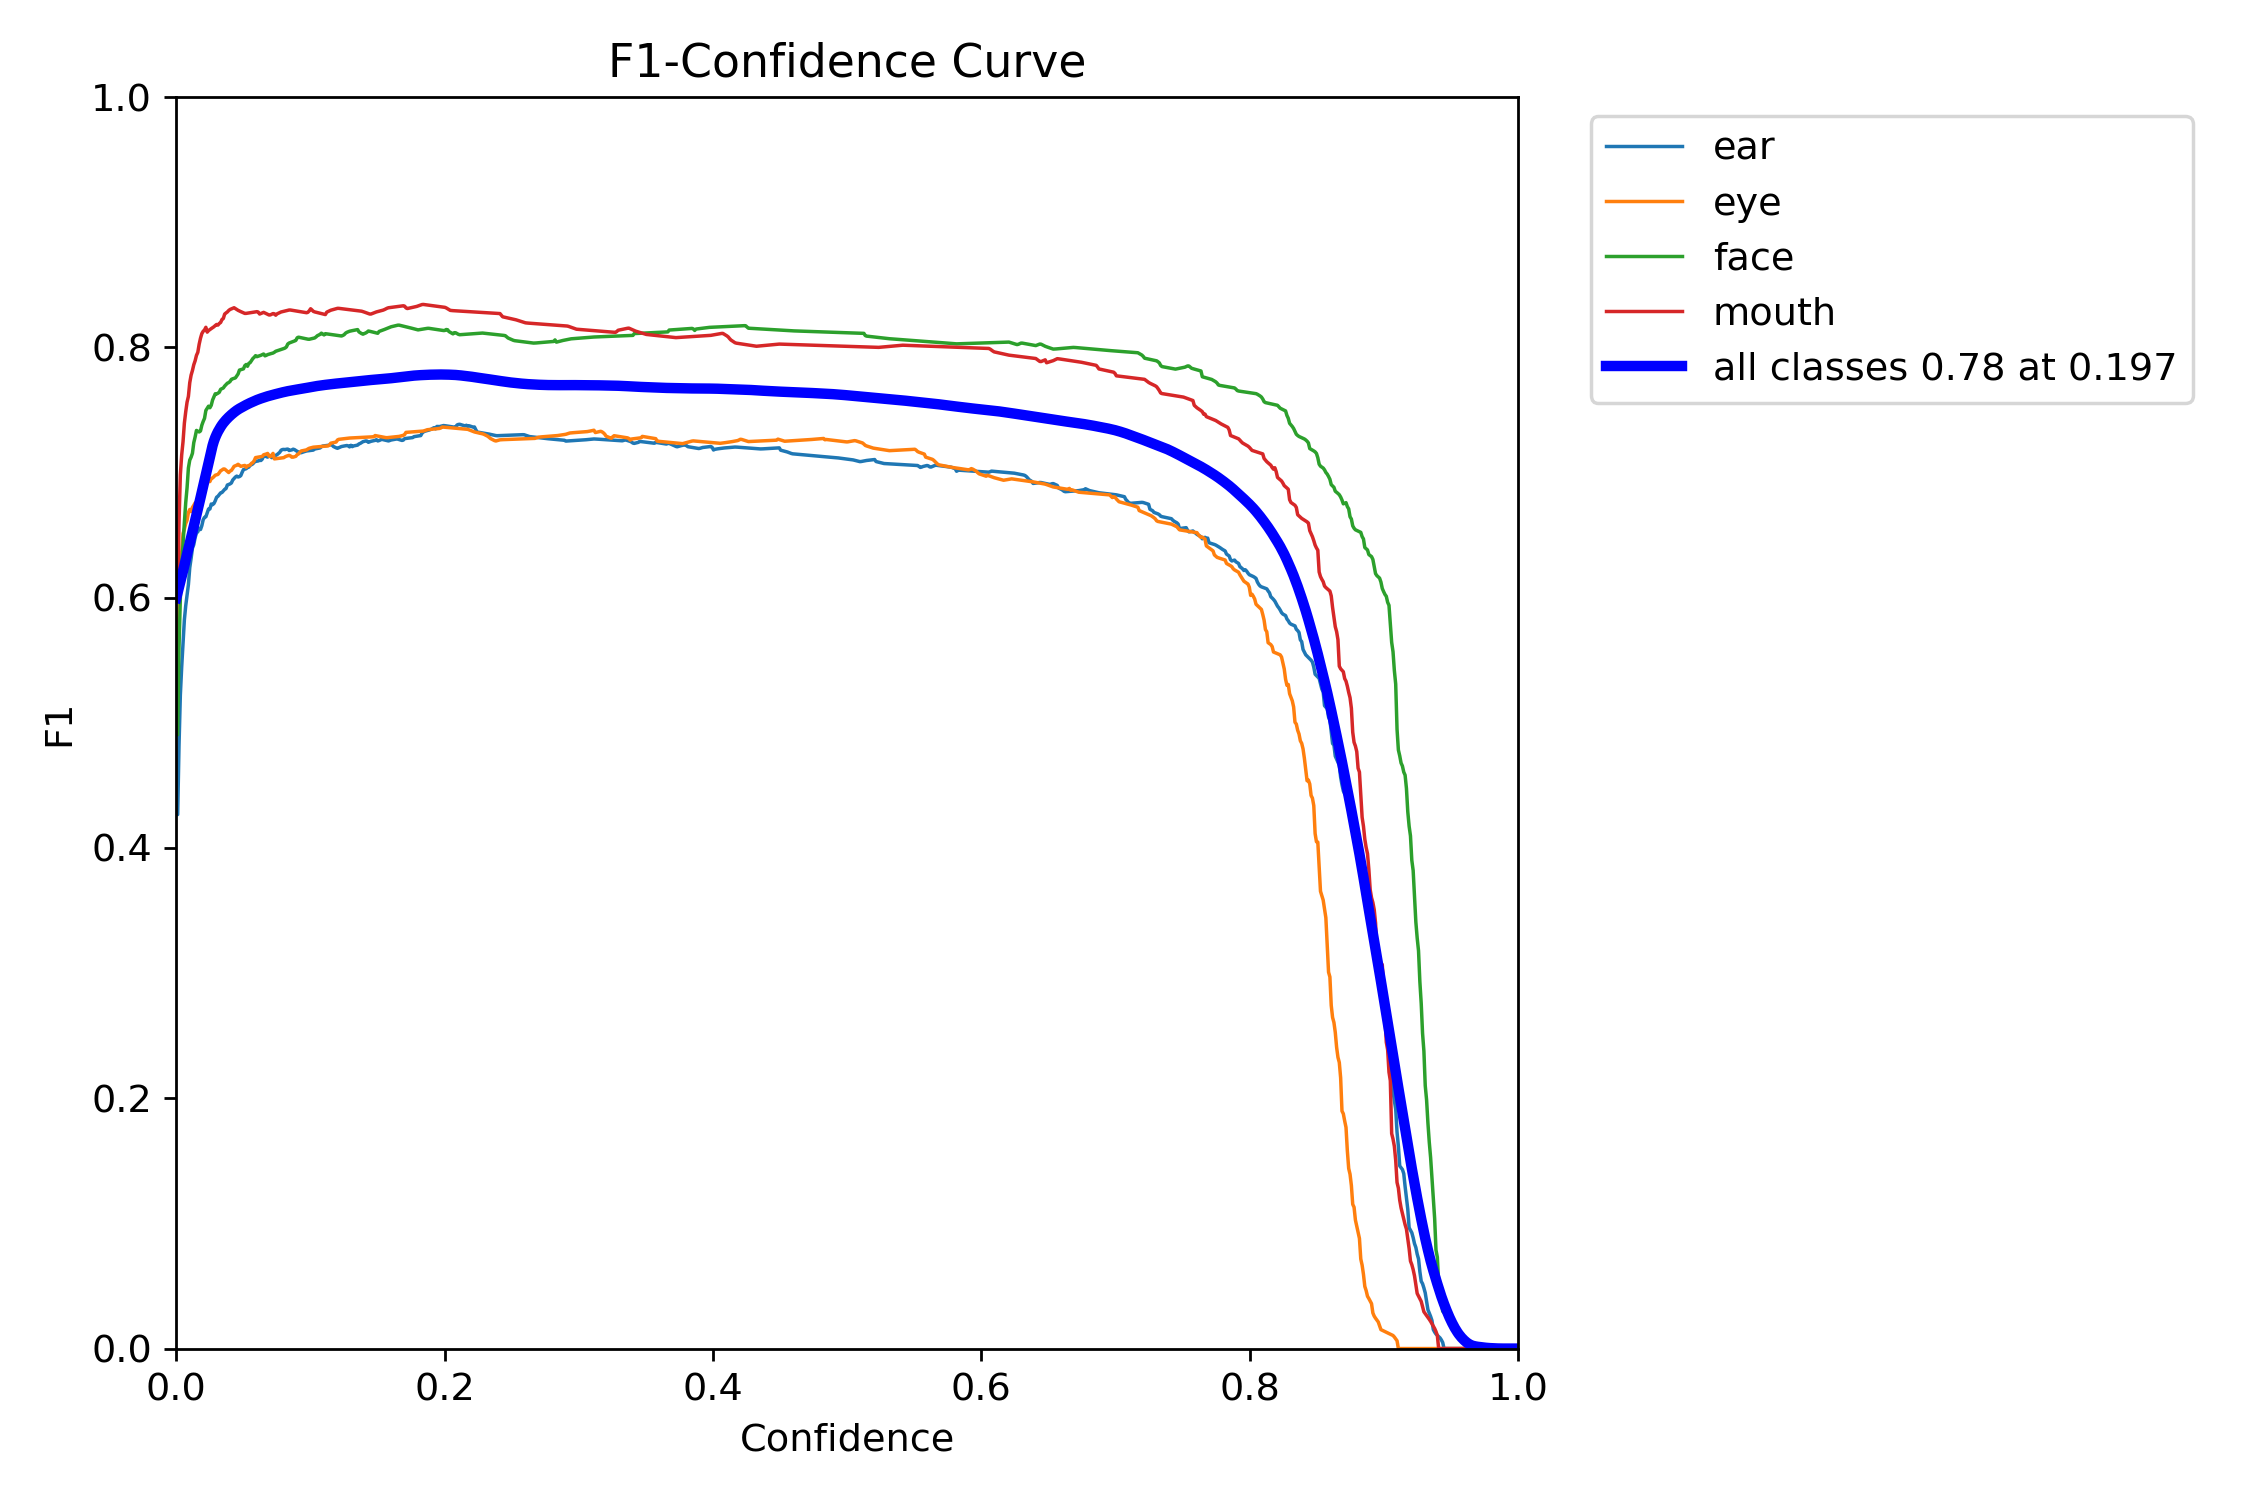 F1-Confidence Curve
1.0
0.8
0.6
0.4
0.2
0.0
F1
0.0 0.2 0.4 0.6 0.8 1.0
Confidence
ear
eye
face
mouth
all classes 0.78 at 0.197